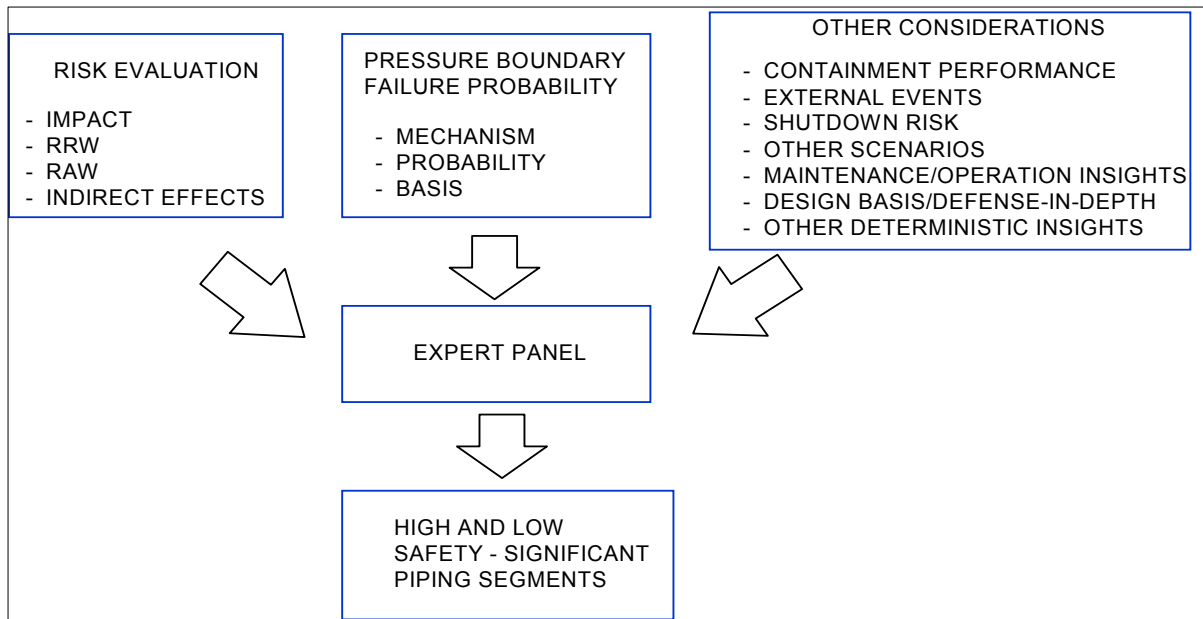 RISK EVALUATION
- IMPACT
- RRW
- RAW
- INDIRECT EFFECTS
PRESSURE BOUNDARY
FAILURE PROBABILITY
- MECHANISM
- PROBABILITY
- BASIS
OTHER CONSIDERATIONS
- CONTAINMENT PERFORMANCE
- EXTERNAL EVENTS
- SHUTDOWN RISK
- OTHER SCENARIOS
- MAINTENANCE/OPERATION INSIGHTS
- DESIGN BASIS/DEFENSE-IN-DEPTH
- OTHER DETERMINISTIC INSIGHTS
EXPERT PANEL
HIGH AND LOW
SAFETY - SIGNIFICANT
PIPING SEGMENTS